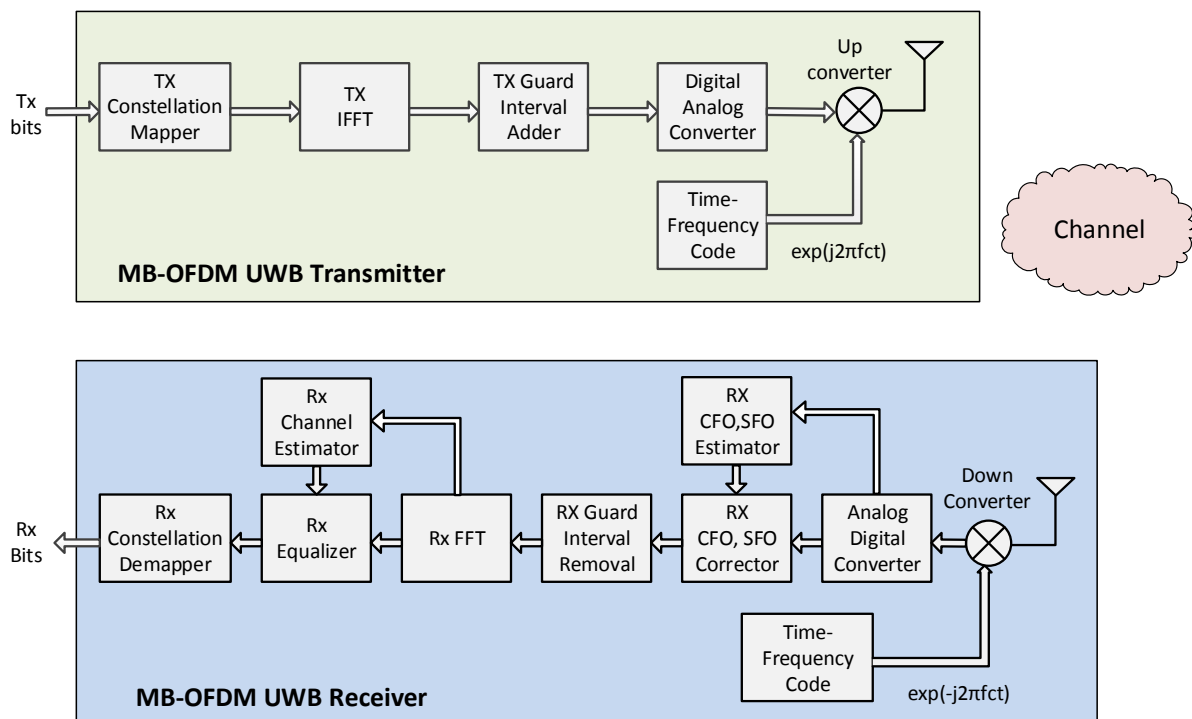 Tx
bits
TX
Constellation
Mapper
TX
IFFT
TX Guard
Interval
Adder
Digital
Analog
Converter
Up
converter
Time-
Frequency
Code
exp(j2πfct)
MB-OFDM UWB Transmitter
Channel
Rx
Channel
Estimator
RX
CFO,SFO
Estimator
Down
Converter
Rx
Bits
Rx
Constellation
Demapper
Rx
Equalizer
Rx FFT
RX Guard
Interval
Removal
RX
CFO, SFO
Corrector
Analog
Digital
Converter
Time-
Frequency
Code
exp(-j2πfct)
MB-OFDM UWB Receiver